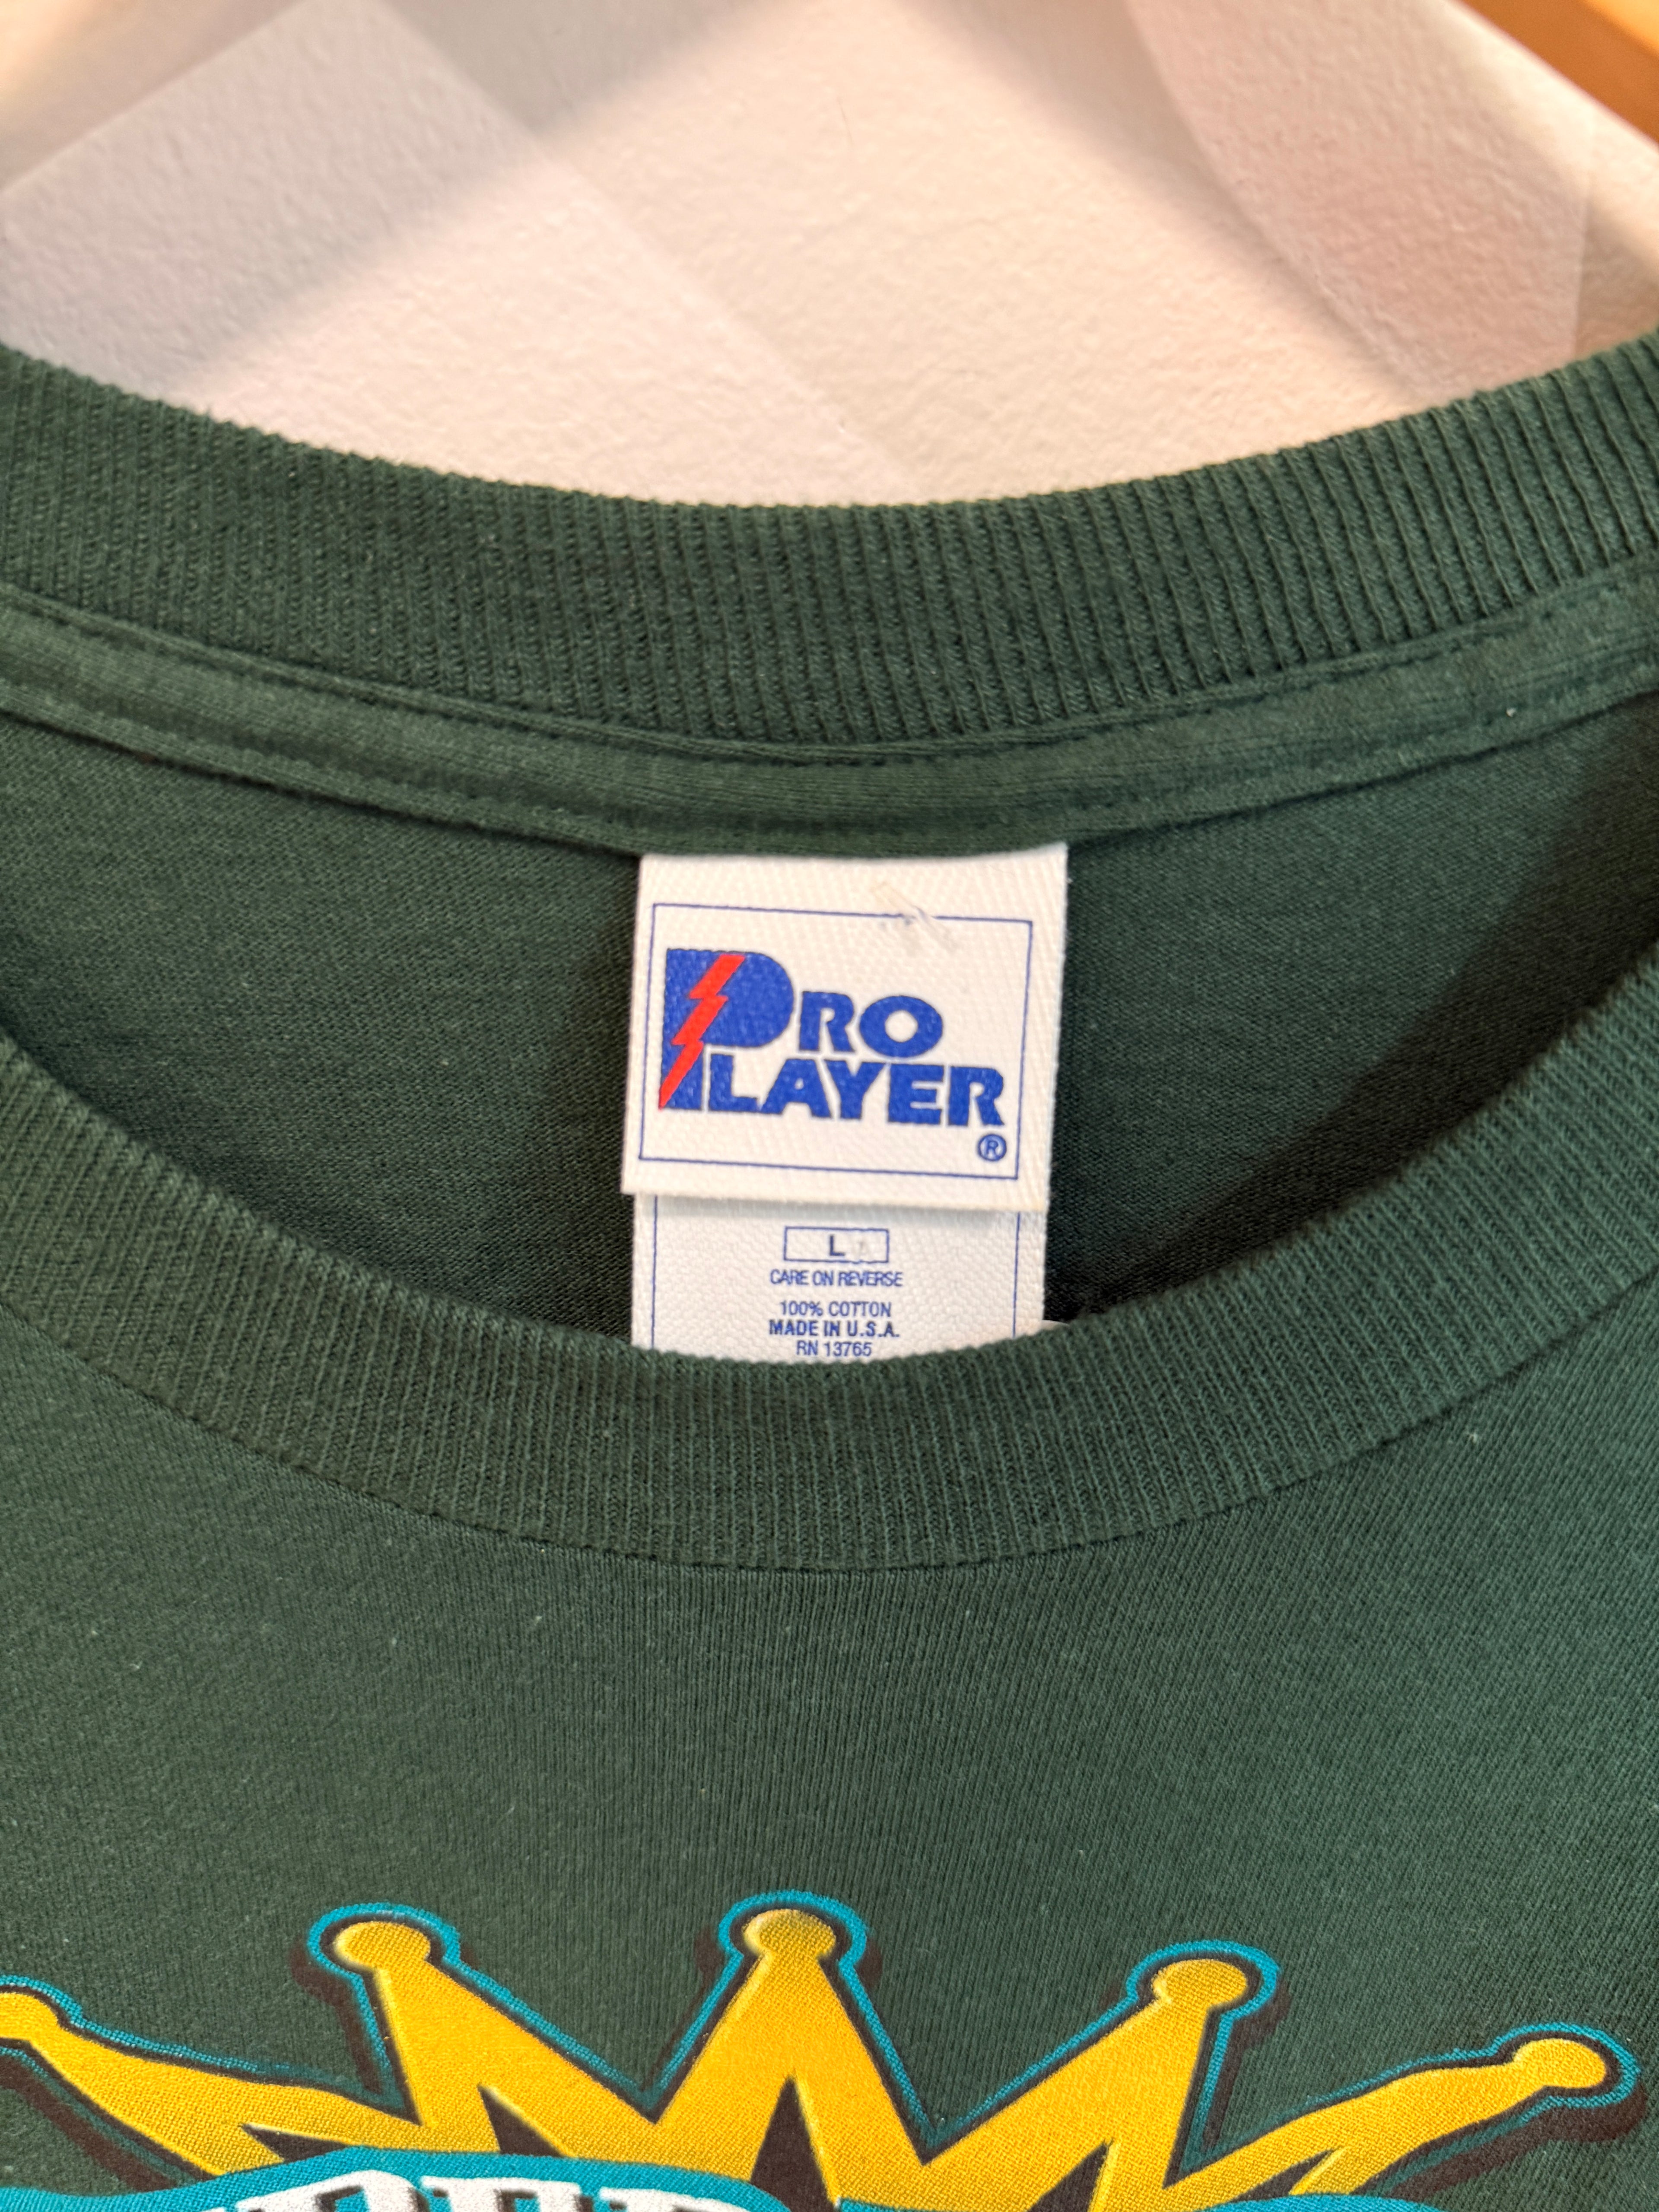 PRO
PLAYER
®
L
CARE ON REVERSE
100% COTTON
MADE IN U.S.A.
RN 13765